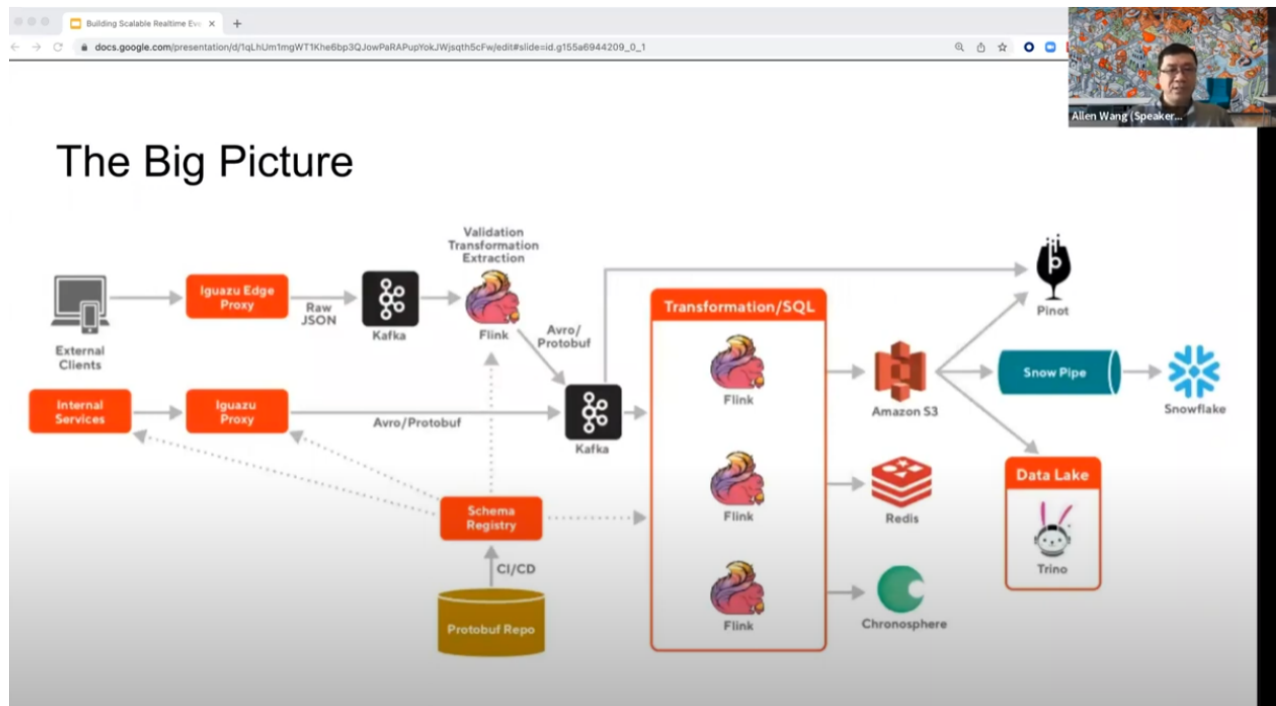 Building Scalable Realtime Eve
docs.google.com/presentation/d/1qLhUm1mgWT1Khe6bp3QJowPaRAPupYokJWjsqth5cFw/edit#slide=id.g155a6944209_0_1
Allen Wang (Speaker...
The Big Picture
Validation
Transformation
Extraction
Iguazu Edge
Proxy
Raw
JSON
Kafka
Flink
Avro/
Protobuf
External
Clients
Internal
Services
Iguazu
Proxy
Avro/Protobuf
Kafka
Schema
Registry
CI/CD
Protobuf Repo
Transformation/SQL
Flink
Flink
Flink
Amazon S3
Redis
Chronosphere
Pinot
Snow Pipe
Snowflake
Data Lake
Trino